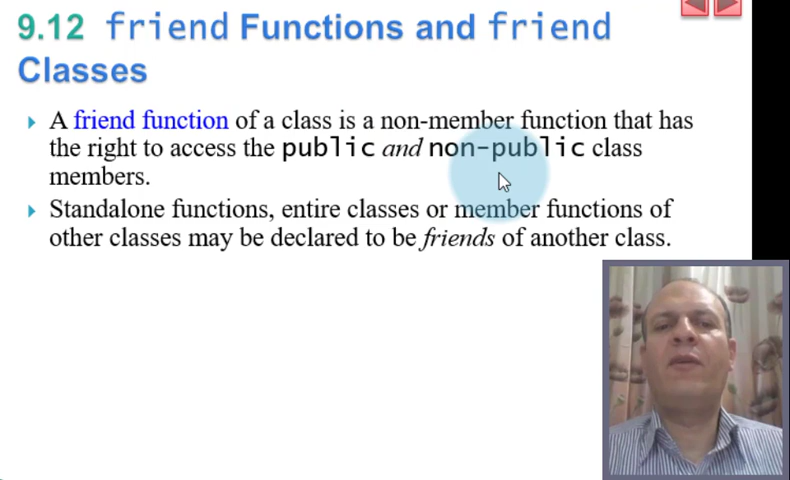 9.12 friend Functions and friend
Classes
A friend function of a class is a non-member function that has
the right to access the public and non-public class
members.
Standalone functions, entire classes or member functions of
other classes may be declared to be friends of another class.